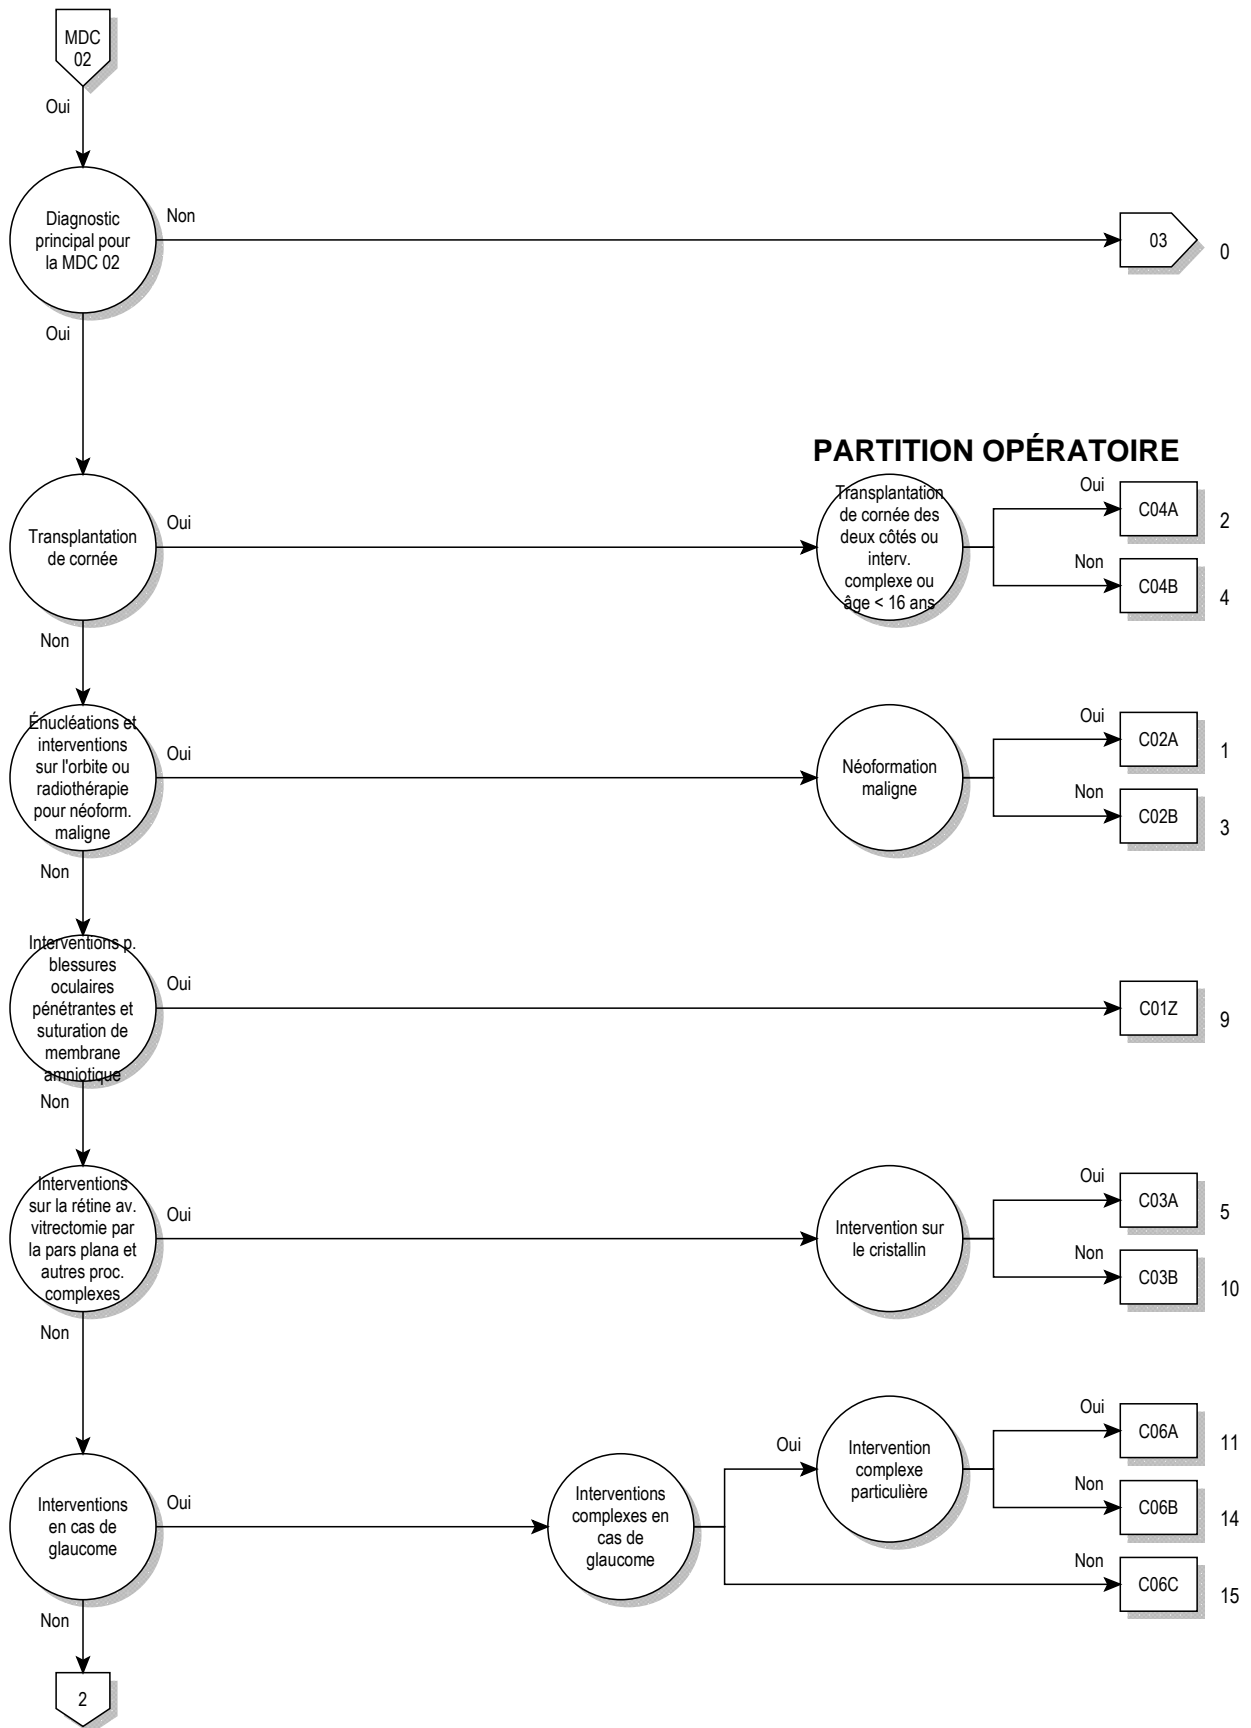 MDC
02
Oui
Diagnostic
principal pour
la MDC 02
Non
03
0
Oui
PARTITION OPÉRATOIRE
Transplantation
de cornée
Oui
Transplantation
de cornée des
deux côtés ou
interv.
complexe ou
âge < 16 ans
Oui
C04A
2
Non
C04B
4
Non
Énucléations et
interventions
sur l'orbite ou
radiothérapie
pour néoform.
maligne
Oui
Néoformation
maligne
Oui
C02A
1
Non
C02B
3
Non
Interventions p.
blessures
oculaires
pénétrantes et
suturation de
membrane
amniotique
Oui
C01Z
9
Non
Interventions
sur la rétine av.
vitrectomie par
la pars plana et
autres proc.
complexes
Oui
Intervention sur
le cristallin
Oui
C03A
5
Non
C03B
10
Non
Interventions
en cas de
glaucome
Oui
Interventions
complexes en
cas de
glaucome
Oui
Intervention
complexe
particulière
Oui
C06A
11
Non
C06B
14
Non
C06C
15
Non
2